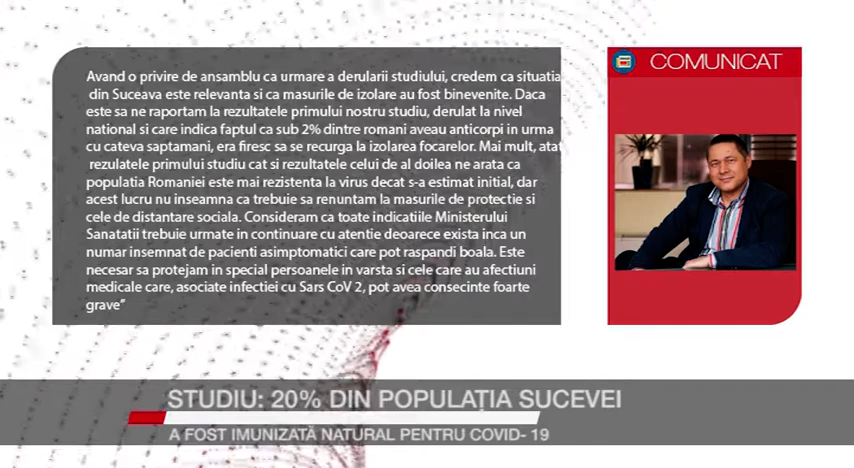 Avand o privire de ansamblu ca urmare a derularii studiului, credem ca situatia
din Suceava este relevanta si ca masurile de izolare au fost binevenite. Daca
este sa ne raportam la rezultatele primului nostru studiu, derulat la nivel
national si care indica faptul ca sub 2% dintre romani aveau anticorpi in urma
cu cateva saptamani, era firesc sa se recurga la izolarea focarelor. Mai mult, atat
rezulatele primului studiu cat si rezultatele celui de al doilea ne arata ca
populatia Romaniei este mai rezistenta la virus decat s-a estimat initial, dar
acest lucru nu inseamna ca trebuie sa renuntam la masurile de protectie si
cele de distantare sociala. Consideram ca toate indicatiile Ministerului
Sanatatii trebuie urmate in continuare cu atentie deoarece exista inca un
numar insemnat de pacienti asimptomatici care pot raspandi boala. Este
necesar sa protejam in special persoanele in varsta si cele care au afectiuni
medicale care, asociate infectiei cu Sars CoV 2, pot avea consecinte foarte
grave”
COMUNICAT
STUDIU: 20% DIN POPULAȚIA SUCEVEI
A FOST IMUNIZATĂ NATURAL PENTRU COVID- 19